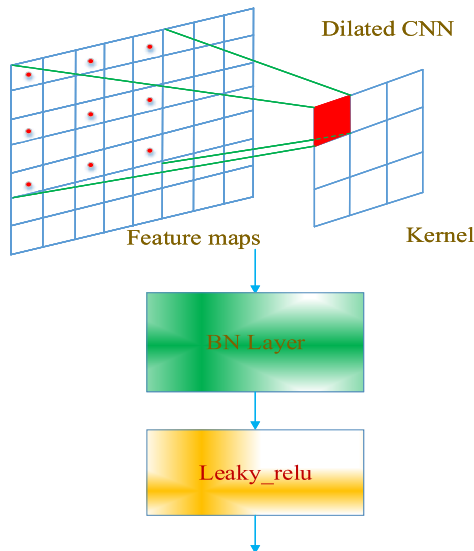 Dilated CNN
Feature maps
Kernel
BN Layer
Leaky_relu